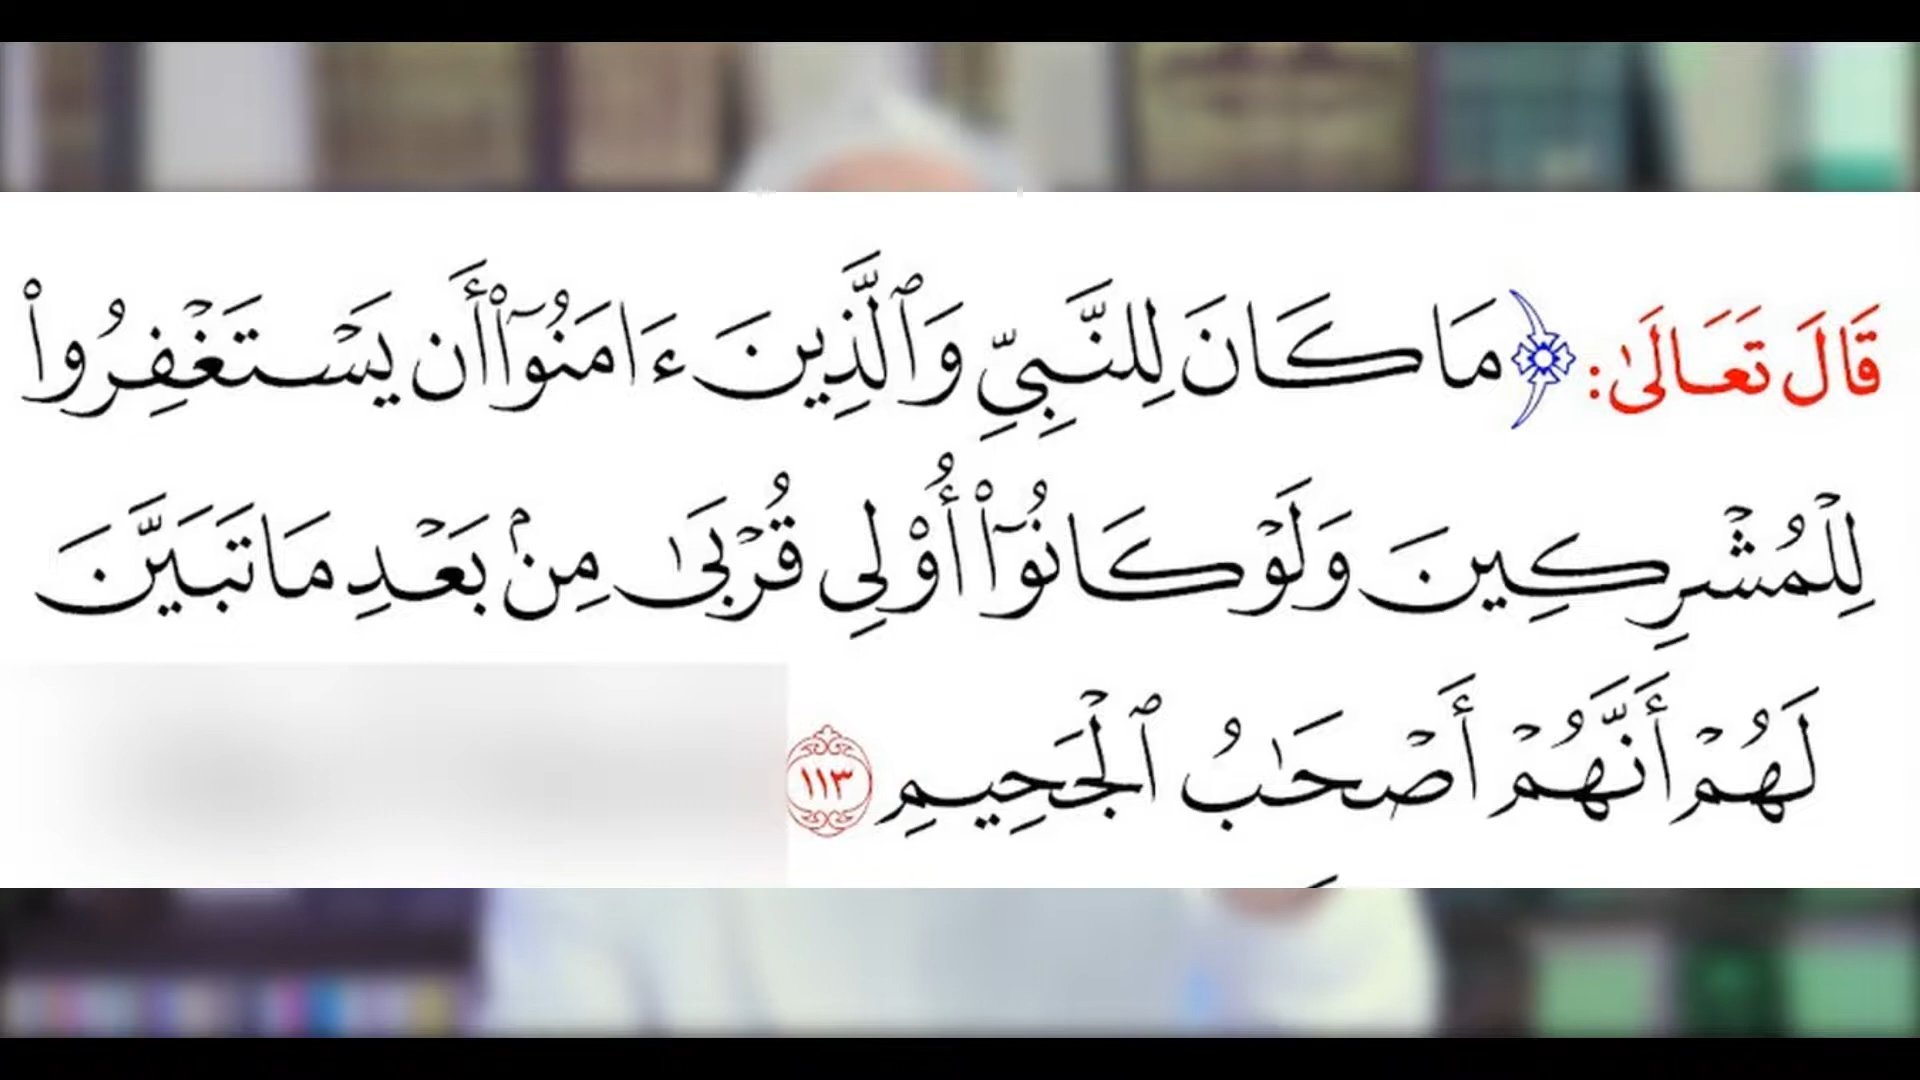 قَالَ تَعَالَىٰ: ﴿مَا كَانَ لِلنَّبِيِّ وَٱلَّذِينَ ءَامَنُوٓاْ أَن يَسۡتَغۡفِرُواْ
لِلۡمُشۡرِكِينَ وَلَوۡ كَانُوٓاْ أُوْلِي قُرۡبَىٰ مِنۢ بَعۡدِ مَا تَبَيَّنَ
لَهُمۡ أَنَّهُمۡ أَصۡحَٰبُ ٱلۡجَحِيمِ ١١٣